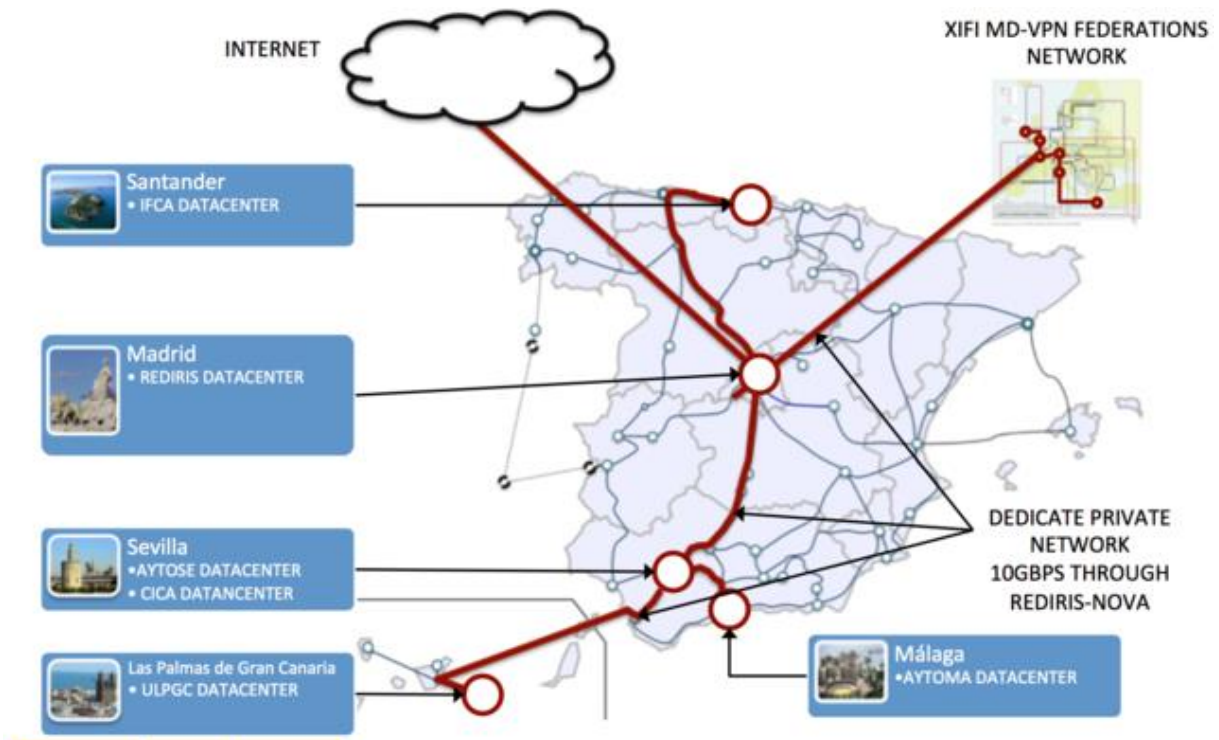 INTERNET
XIFI MD-VPN FEDERATIONS
NETWORK
Santander
• IFCA DATACENTER
Madrid
• REDIRIS DATACENTER
Sevilla
•AYTOSE DATACENTER
• CICA DATANCENTER
Las Palmas de Gran Canaria
• ULPGC DATACENTER
DEDICATE PRIVATE
NETWORK
10GBPS THROUGH
REDIRIS-NOVA
Málaga
•AYTOMA DATACENTER